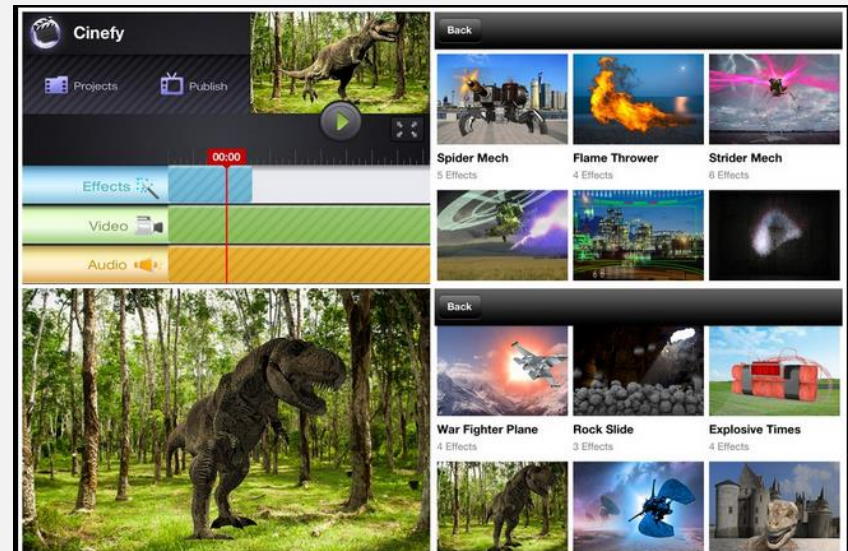 Cinefy
Projects
Publish
00:00
Effects
Video
Audio
Back
Spider Mech
Flame Thrower
Strider Mech
5 Effects
4 Effects
6 Effects
Back
War Fighter Plane
Rock Slide
Explosive Times
4 Effects
3 Effects
4 Effects